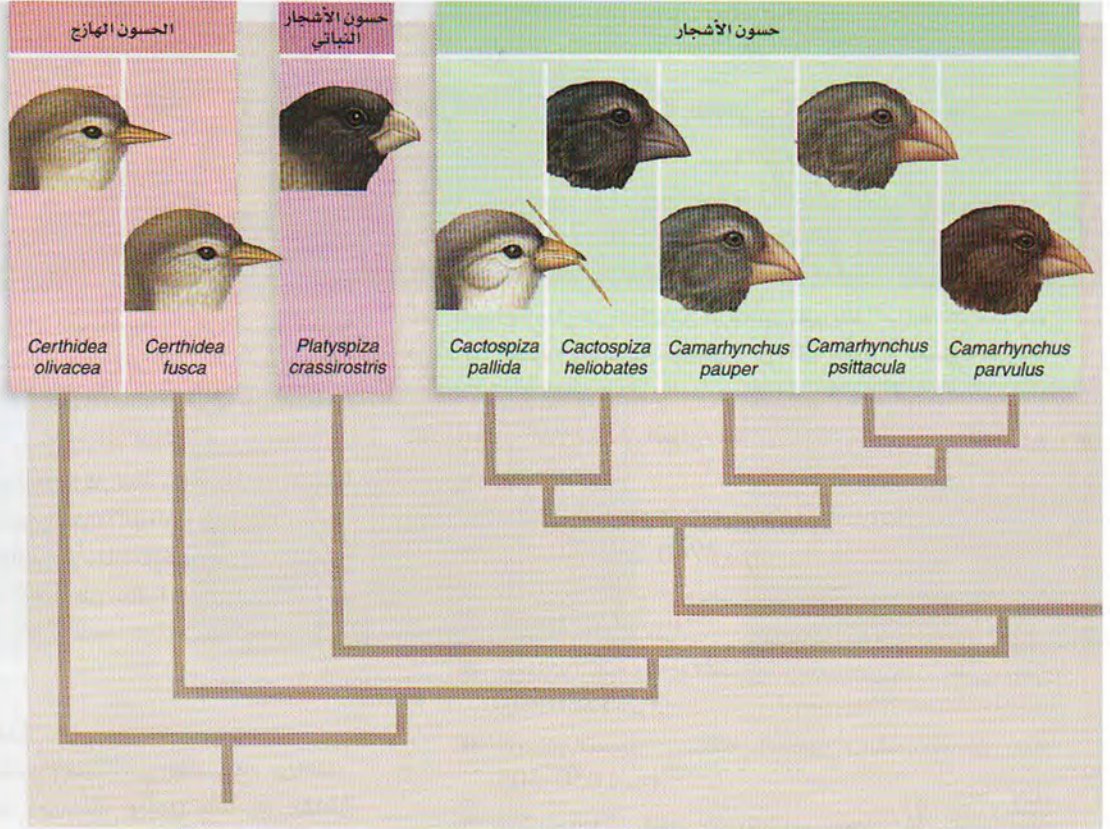 الحسون الهازج
حسون الأشجار
النباتي
حسون الأشجار
Certhidea
olivacea
Certhidea
fusca
Platyspiza
crassirostris
Cactospiza
pallida
Cactospiza
heliobates
Camarhynchus
pauper
Camarhynchus
psittacula
Camarhynchus
parvulus